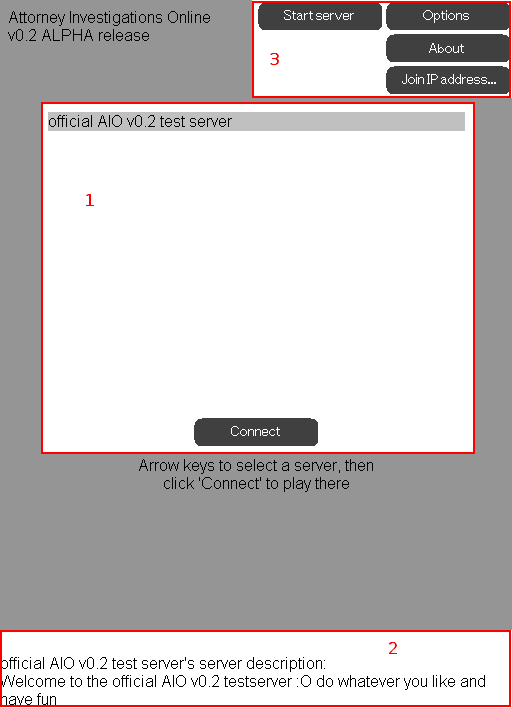 Attorney Investigations Online
v0.2 ALPHA release
Start server
Options
About
Join IP address...
3
official AIO v0.2 test server
1
Connect
Arrow keys to select a server, then
click 'Connect' to play there
2
official AIO v0.2 test server's server description:
Welcome to the official AIO v0.2 testserver :O do whatever you like and
have fun